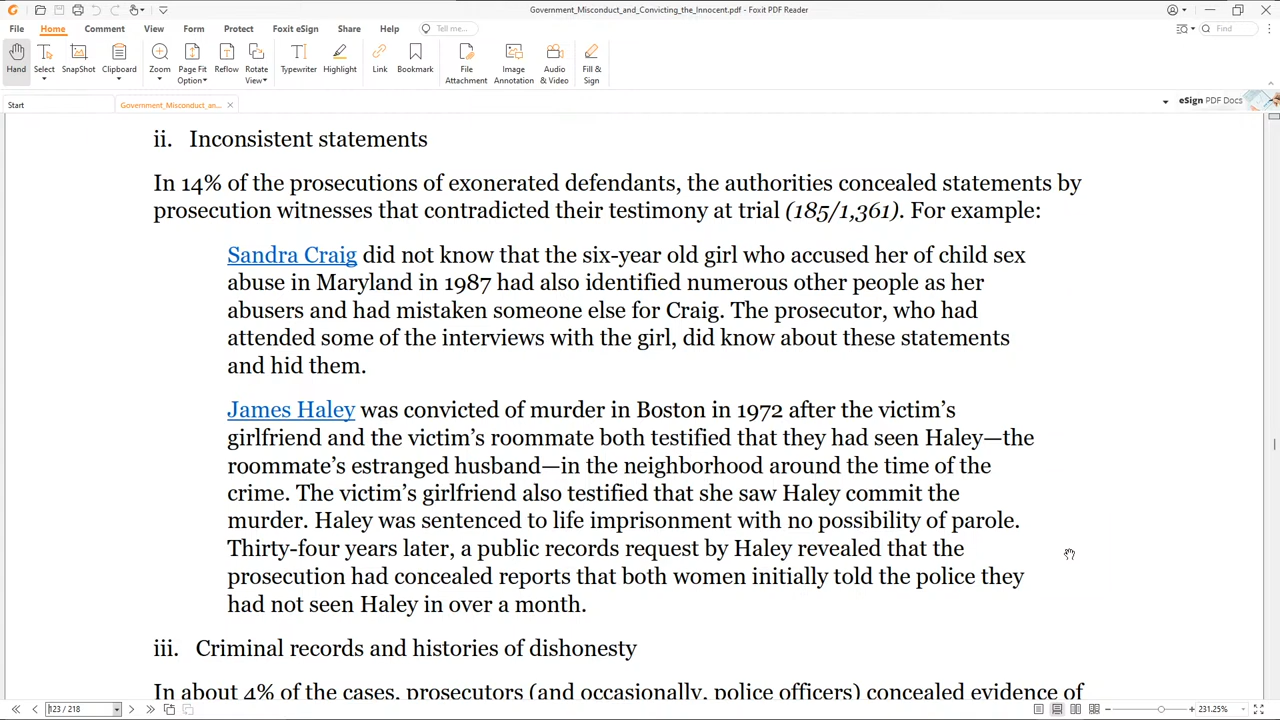 Government_Misconduct_and_Convicting_the_Innocent.pdf - Foxit PDF Reader
File Home Comment View Form Protect Foxit eSign Share Help Tell me... Find
Hand Select SnapShot Clipboard Zoom Page Fit Option Reflow Rotate View Typewriter Highlight Link Bookmark File Attachment Image Annotation Audio & Video Fill & Sign
Start Government_Misconduct_an... eSign PDF Docs
ii. Inconsistent statements
In 14% of the prosecutions of exonerated defendants, the authorities concealed statements by
prosecution witnesses that contradicted their testimony at trial (185/1,361). For example:
Sandra Craig did not know that the six-year old girl who accused her of child sex
abuse in Maryland in 1987 had also identified numerous other people as her
abusers and had mistaken someone else for Craig. The prosecutor, who had
attended some of the interviews with the girl, did know about these statements
and hid them.
James Haley was convicted of murder in Boston in 1972 after the victim's
girlfriend and the victim's roommate both testified that they had seen Haley—the
roommate's estranged husband—in the neighborhood around the time of the
crime. The victim's girlfriend also testified that she saw Haley commit the
murder. Haley was sentenced to life imprisonment with no possibility of parole.
Thirty-four years later, a public records request by Haley revealed that the
prosecution had concealed reports that both women initially told the police they
had not seen Haley in over a month.
iii. Criminal records and histories of dishonesty
In about 4% of the cases, prosecutors (and occasionally, police officers) concealed evidence of
123 / 218 231.25%